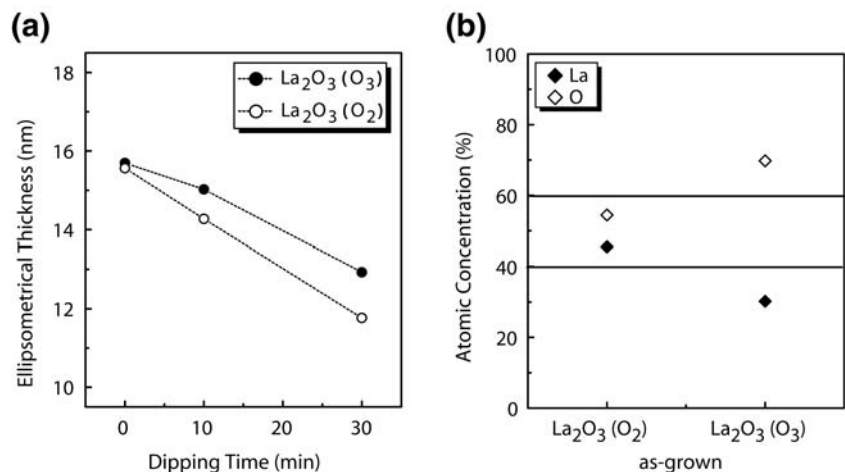 (a)
18
16
14
12
10
Ellipsometrical Thickness (nm)
La₂O₃ (O₃)
La₂O₃ (O₂)
0 10 20 30
Dipping Time (min)
(b)
100
80
60
40
20
0
Atomic Concentration (%)
La
O
La₂O₃ (O₂) La₂O₃ (O₃)
as-grown